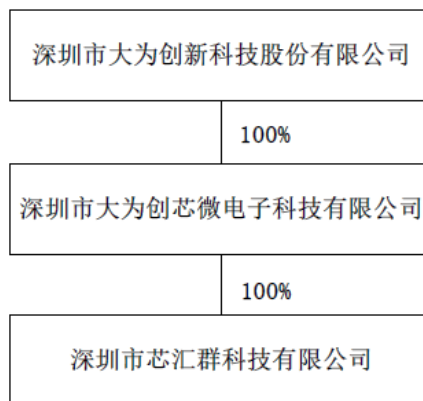 深圳市大为创新科技股份有限公司
100%
深圳市大为创芯微电子科技有限公司
100%
深圳市芯汇群科技有限公司